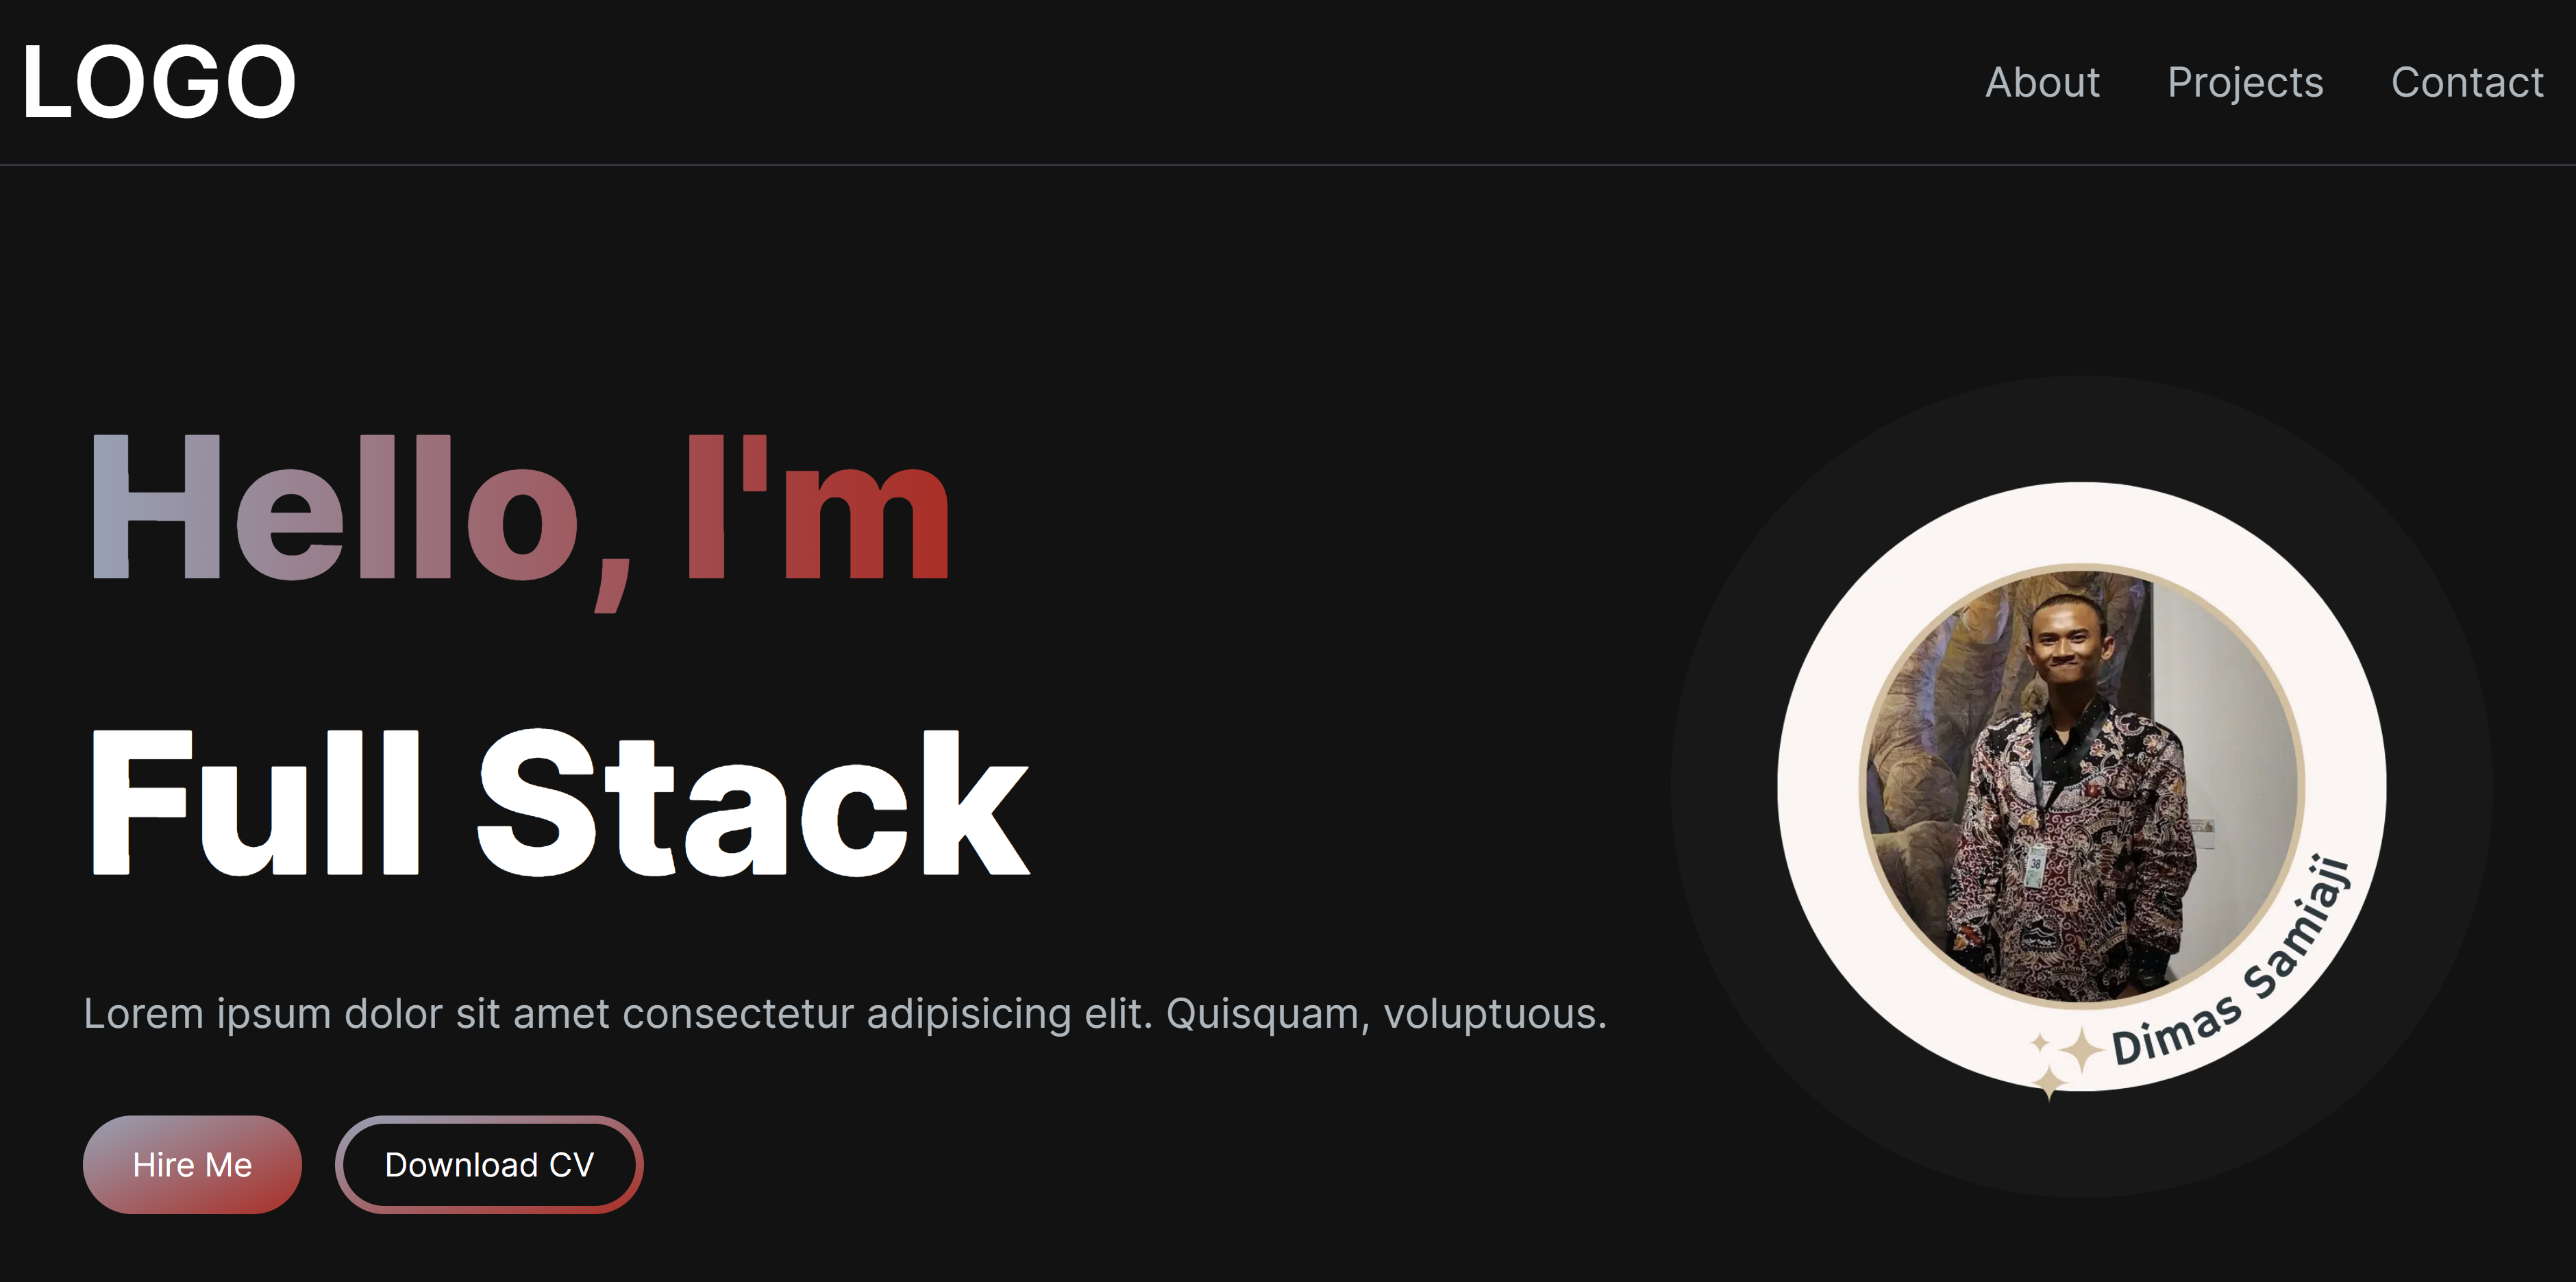 LOGO
About Projects Contact
Hello, I'm
Full Stack
Lorem ipsum dolor sit amet consectetur adipisicing elit. Quisquam, voluptuous.
Hire Me
Download CV
38
Dimas Samiaji